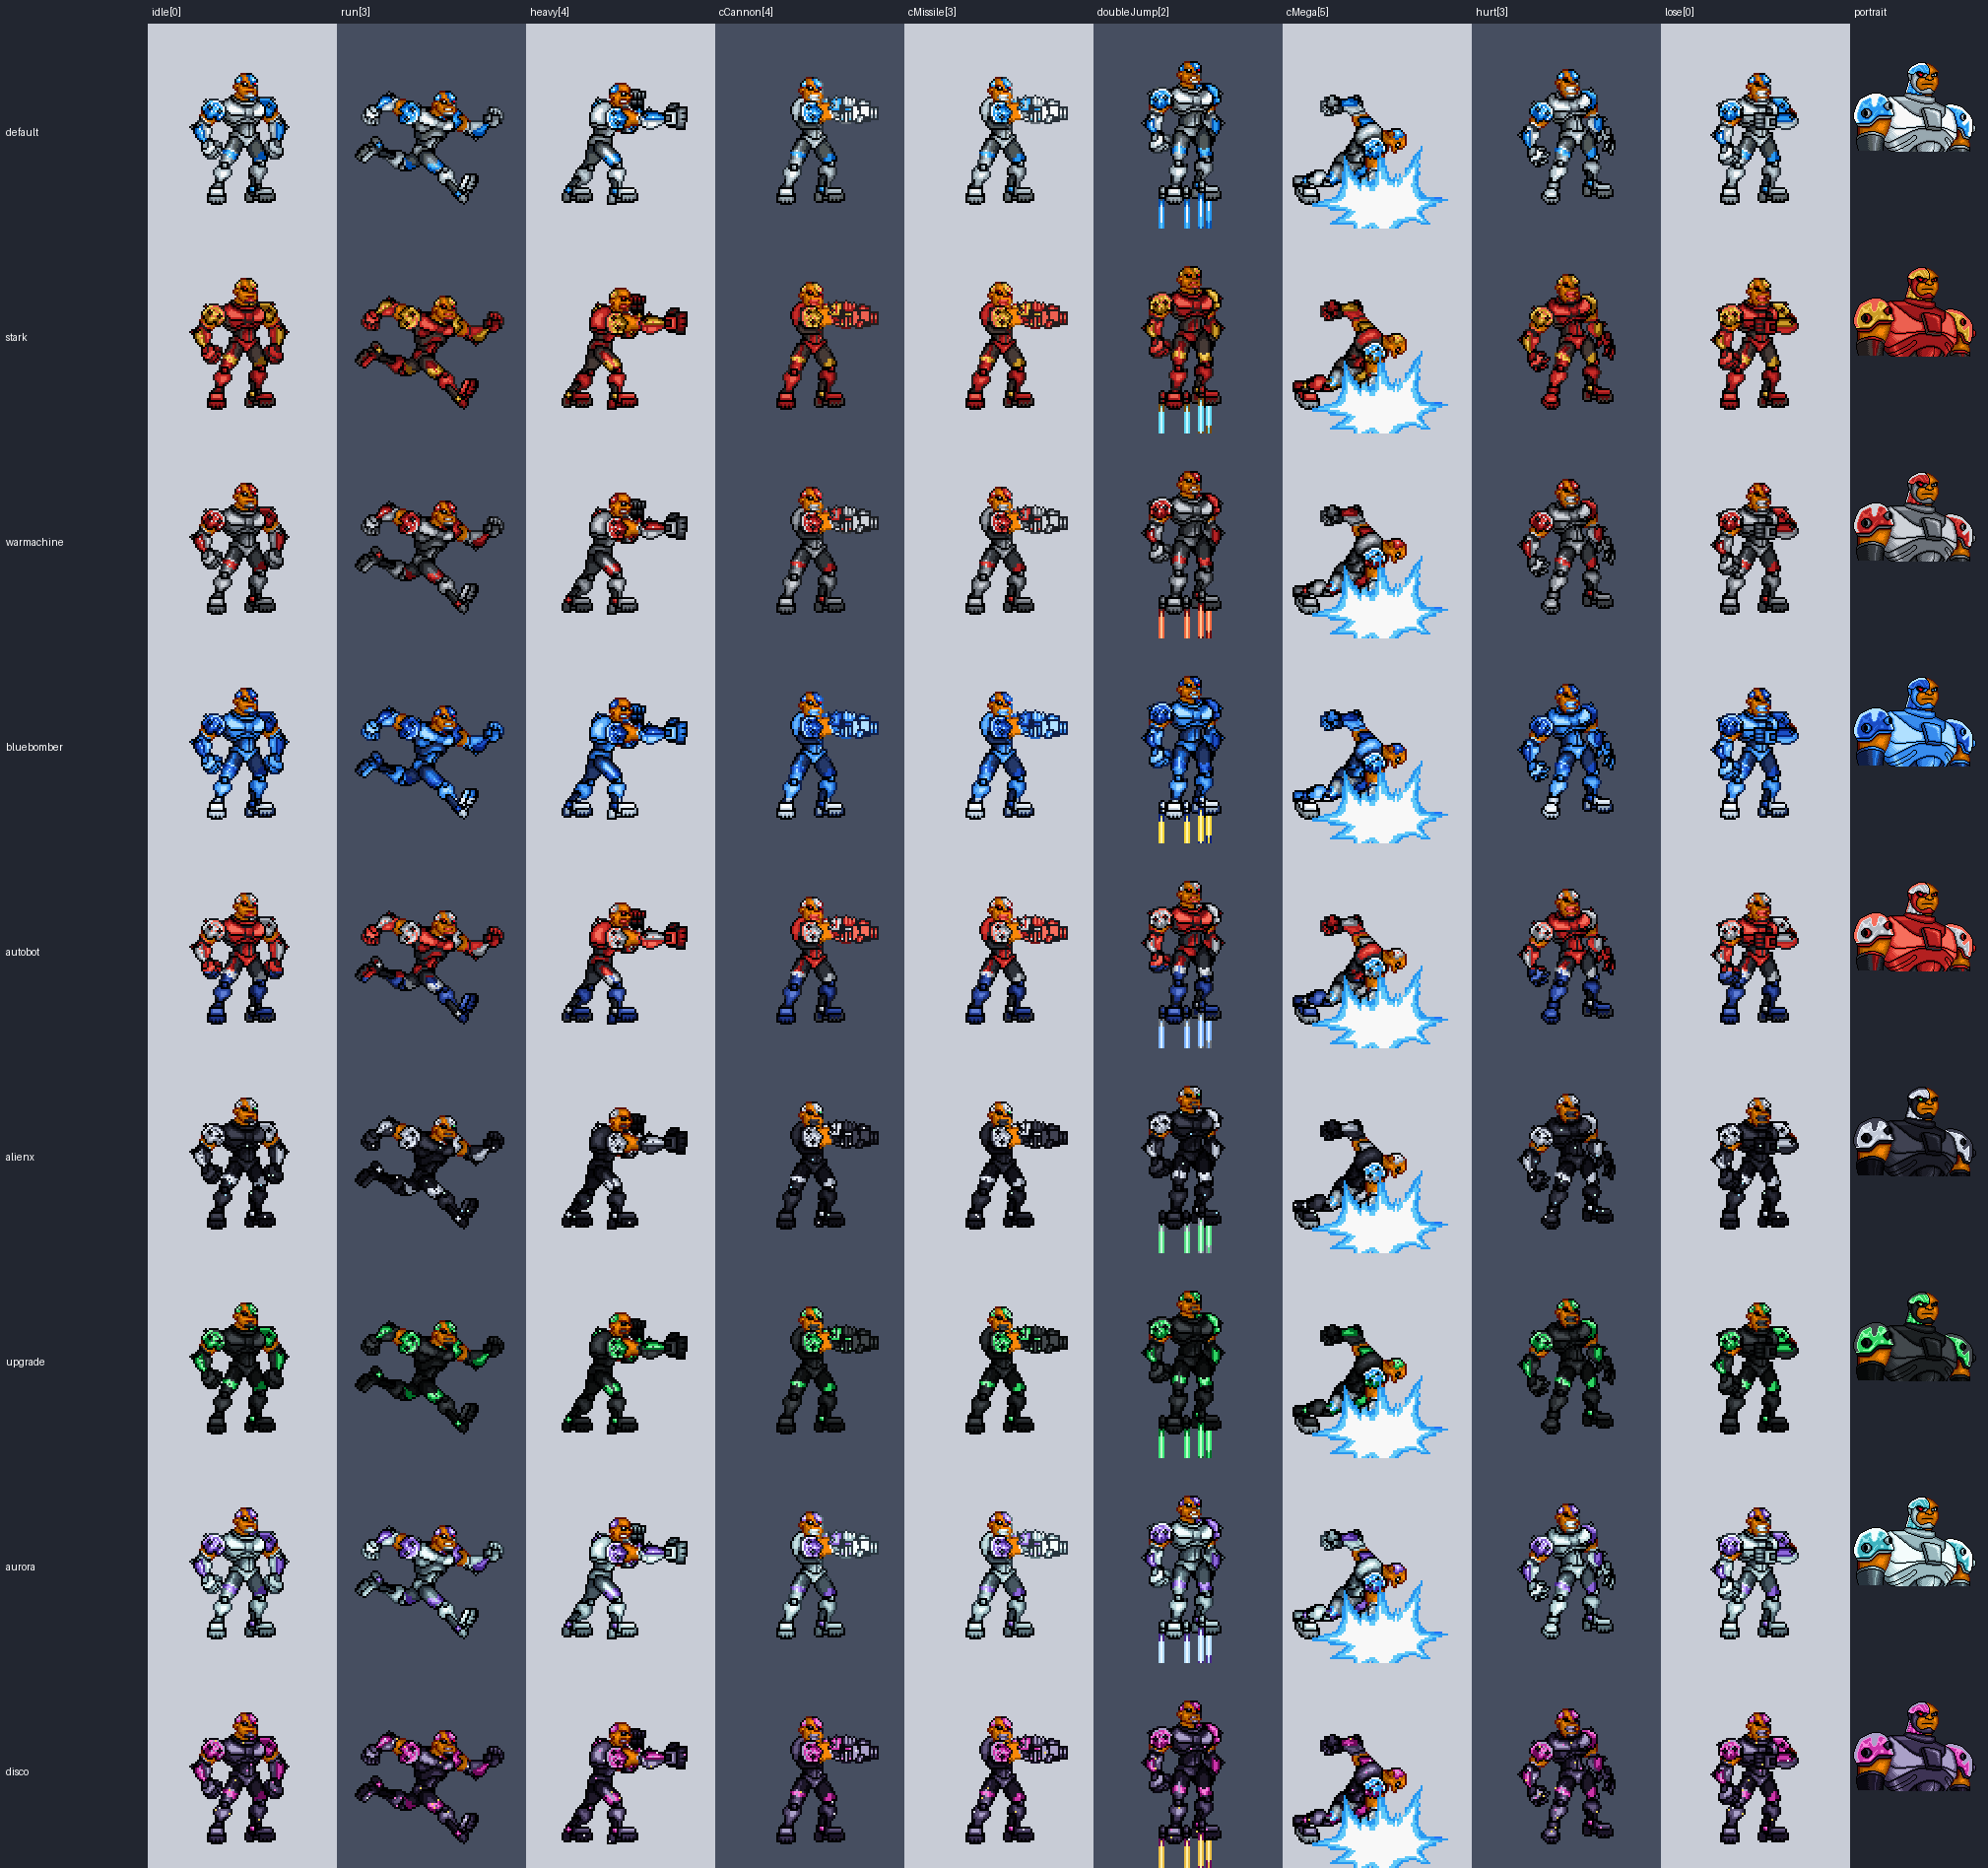 idle[0] run[3] heavy[4] cCannon[4] cMissile[3] doubleJump[2] cMega[5] hurt[3] lose[0] portrait
default
stark
warmachine
bluebomber
autobot
alienx
upgrade
aurora
disco